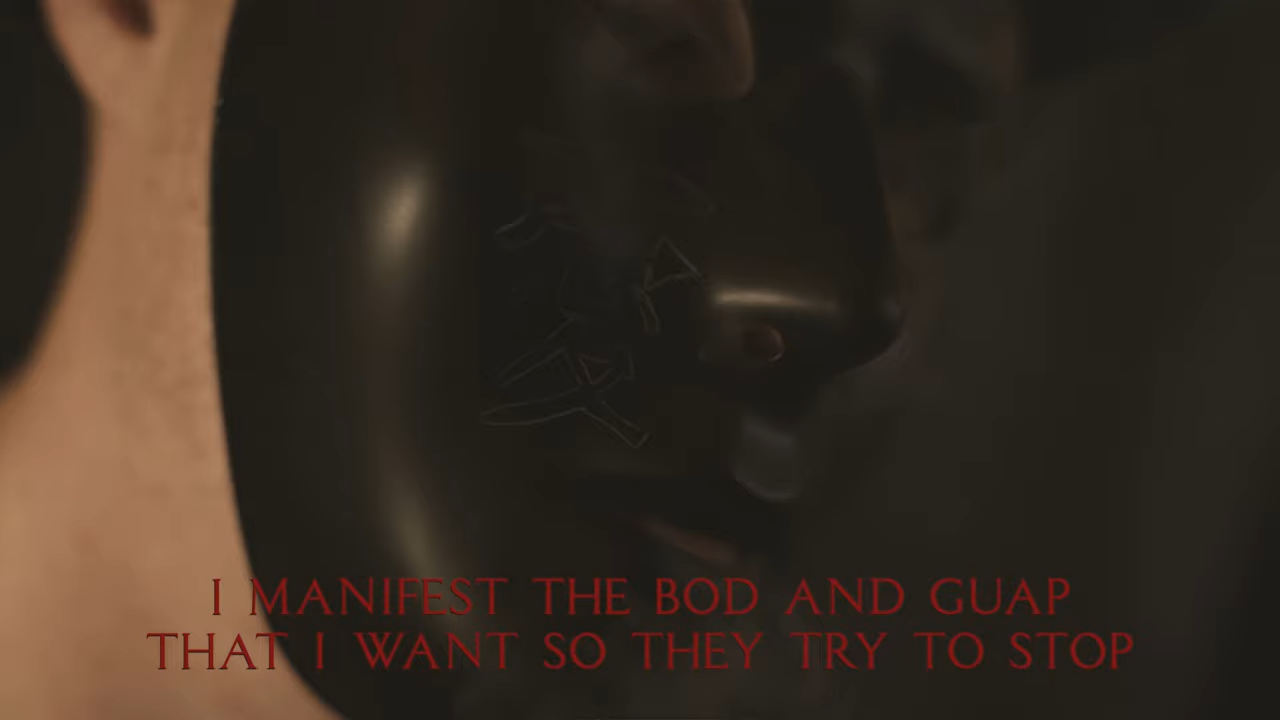 I MANIFEST THE BOD AND GUAP
THAT I WANT SO THEY TRY TO STOP